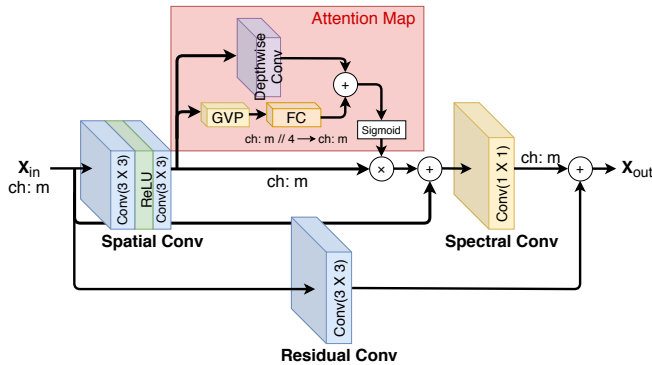 Attention Map
Depthwise
Conv
+
GVP
FC
ch: m // 4 → ch: m
Sigmoid
X_in
ch: m
Conv(3 X 3)
ReLU
Conv(3 X 3)
ch: m
×
+
Conv(1 X 1)
ch: m
+
X_out
Spatial Conv
Spectral Conv
Conv(3 X 3)
Residual Conv